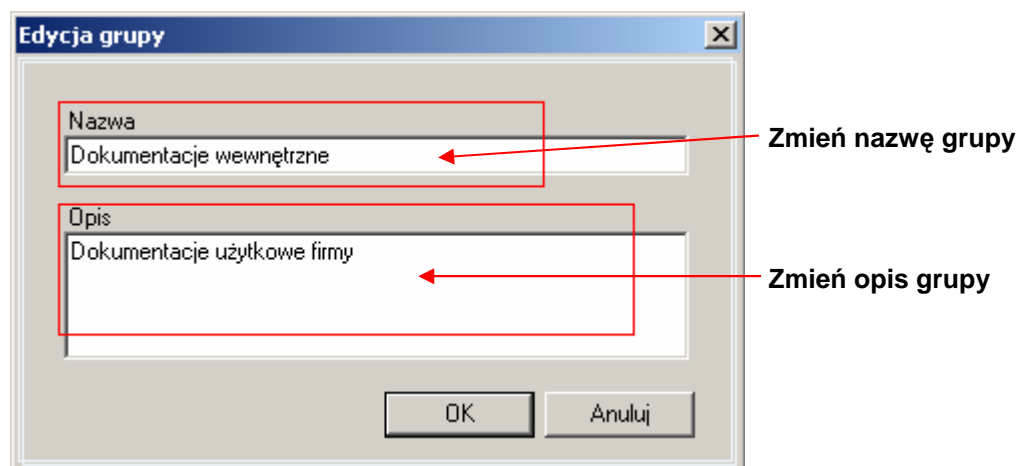 Edycja grupy
Nazwa
Dokumentacje wewnętrzne
Zmień nazwę grupy
Opis
Dokumentacje użytkowe firmy
Zmień opis grupy
OK
Anuluj